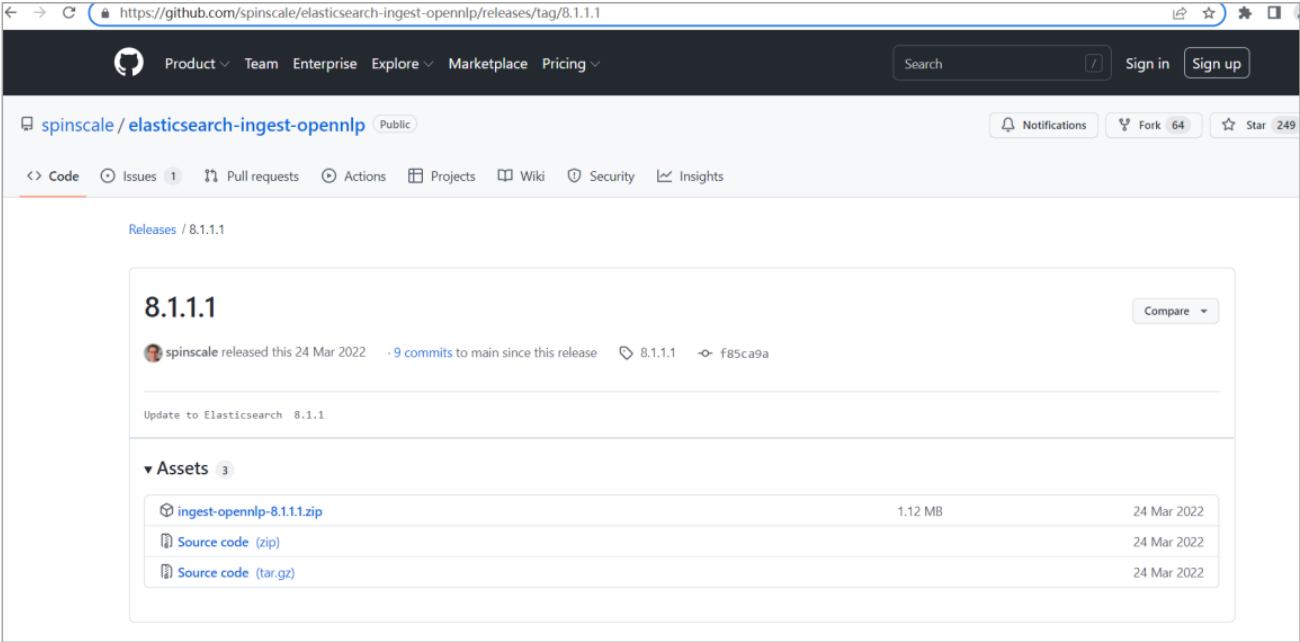 https://github.com/spinscale/elasticsearch-ingest-opennlp/releases/tag/8.1.1.1
Product Team Enterprise Explore Marketplace Pricing Search / Sign in Sign up
spinscale / elasticsearch-ingest-opennlp Public Notifications Fork 64 Star 249
<> Code Issues 1 Pull requests Actions Projects Wiki Security Insights
Releases / 8.1.1.1
8.1.1.1 Compare
spinscale released this 24 Mar 2022 · 9 commits to main since this release 8.1.1.1 f85ca9a
Update to Elasticsearch 8.1.1
Assets 3
ingest-opennlp-8.1.1.1.zip 1.12 MB 24 Mar 2022
Source code (zip) 24 Mar 2022
Source code (tar.gz) 24 Mar 2022